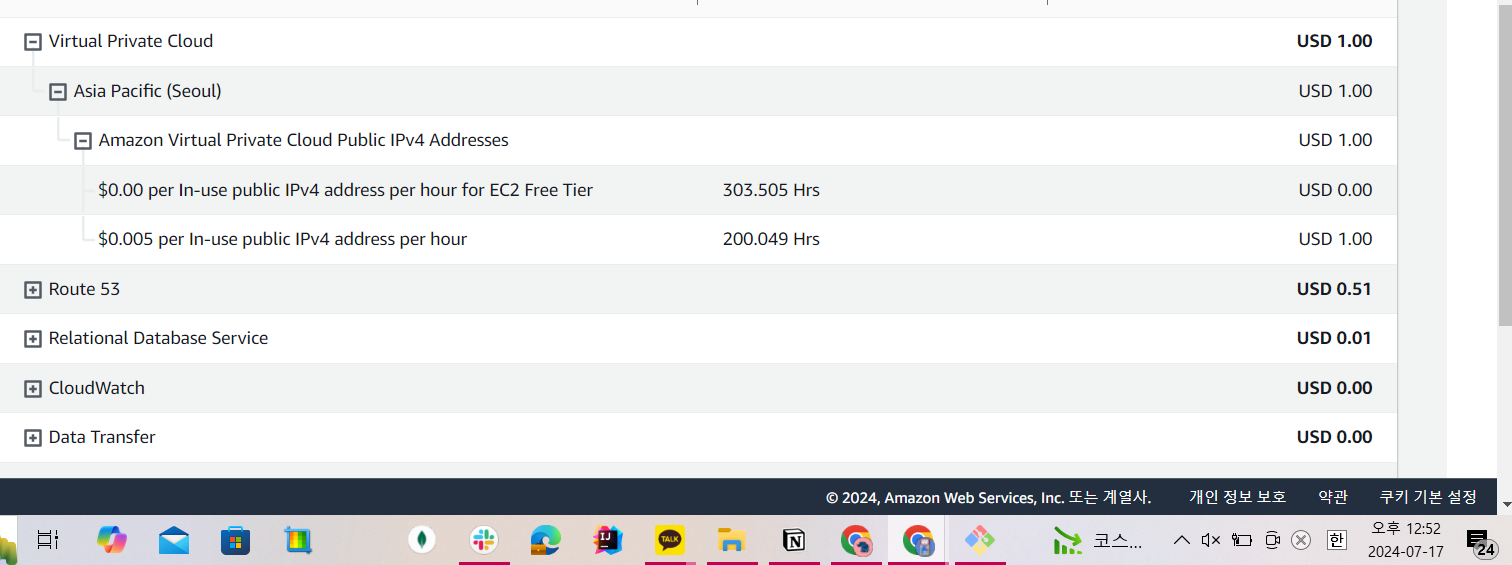 Virtual Private Cloud USD 1.00
Asia Pacific (Seoul) USD 1.00
Amazon Virtual Private Cloud Public IPv4 Addresses USD 1.00
$0.00 per In-use public IPv4 address per hour for EC2 Free Tier 303.505 Hrs USD 0.00
$0.005 per In-use public IPv4 address per hour 200.049 Hrs USD 1.00
Route 53 USD 0.51
Relational Database Service USD 0.01
CloudWatch USD 0.00
Data Transfer USD 0.00
© 2024, Amazon Web Services, Inc. 또는 계열사. 개인 정보 보호 약관 쿠키 기본 설정
IJ TALK N 코스... 한 오후 12:52
2024-07-17 24